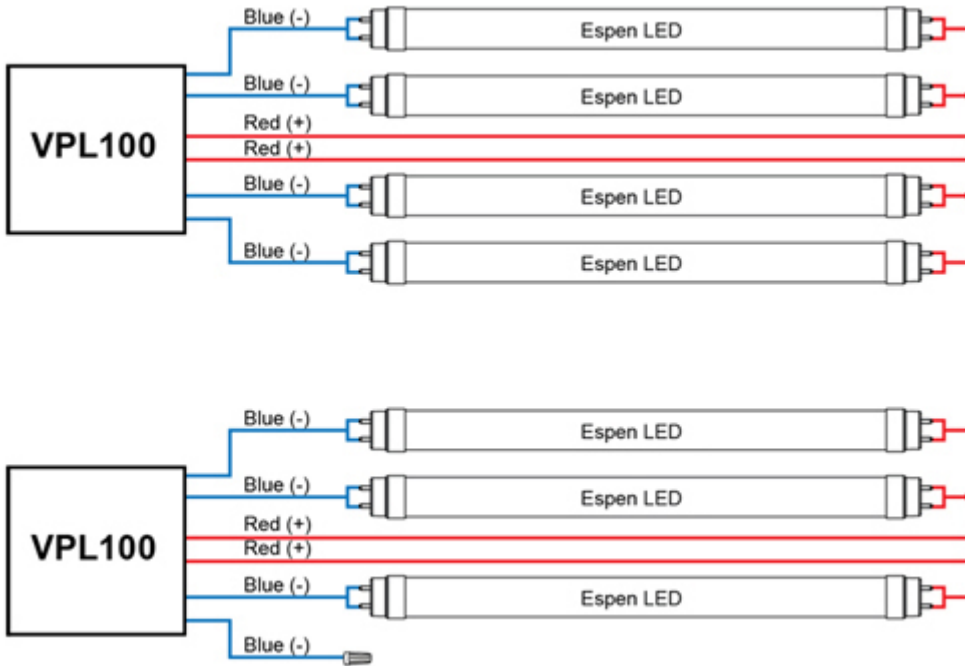 Blue (-)
Espen LED
Blue (-)
Espen LED
Red (+)
VPL100
Red (+)
Blue (-)
Espen LED
Blue (-)
Espen LED
Blue (-)
Espen LED
Blue (-)
Espen LED
Red (+)
VPL100
Red (+)
Blue (-)
Espen LED
Blue (-)